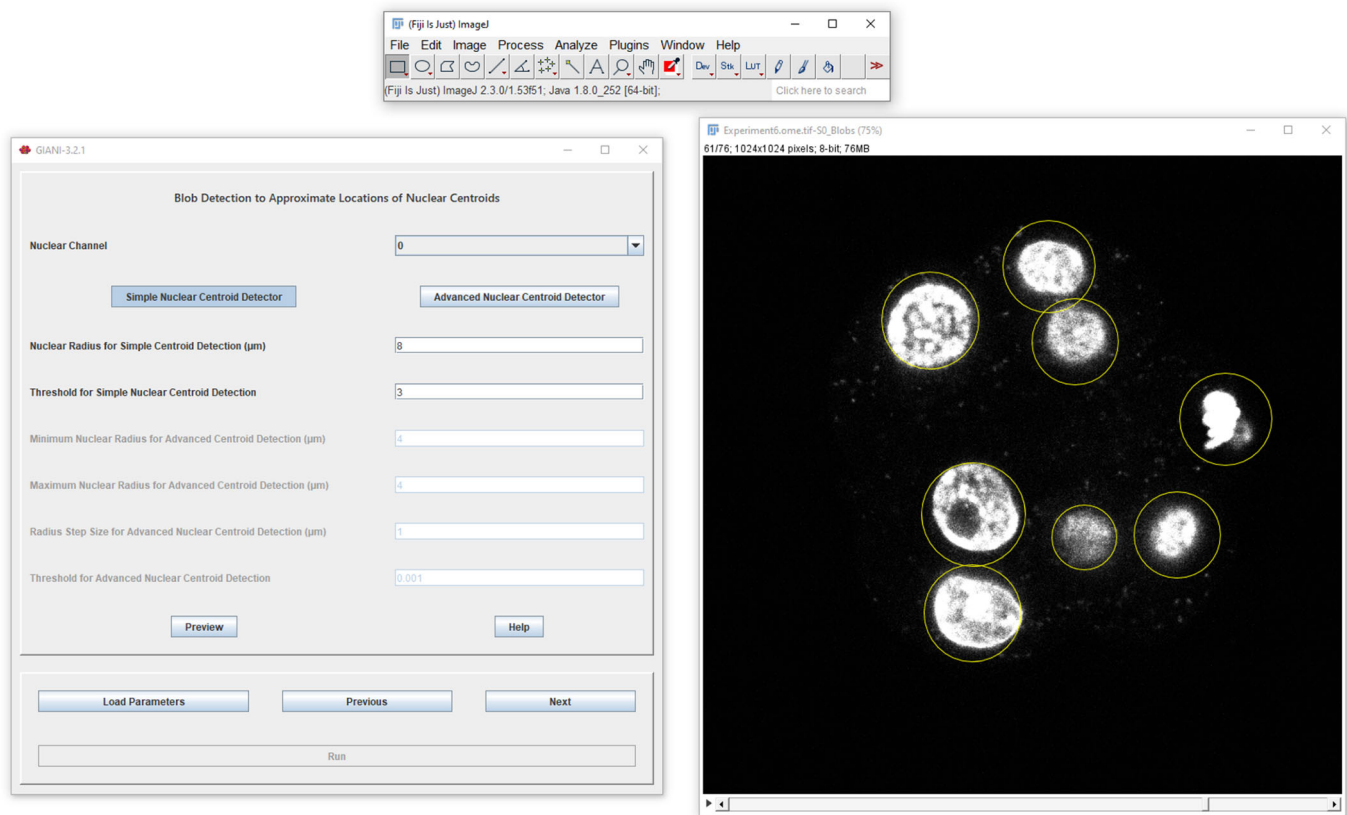 (Fiji Is Just) ImageJ
File Edit Image Process Analyze Plugins Window Help
Dev Stk LUT
(Fiji Is Just) ImageJ 2.3.0/1.53f51; Java 1.8.0_252 [64-bit]; Click here to search
GIANI-3.2.1
Blob Detection to Approximate Locations of Nuclear Centroids
Nuclear Channel 0
Simple Nuclear Centroid Detector Advanced Nuclear Centroid Detector
Nuclear Radius for Simple Centroid Detection (µm) 8
Threshold for Simple Nuclear Centroid Detection 3
Minimum Nuclear Radius for Advanced Centroid Detection (µm) 4
Maximum Nuclear Radius for Advanced Centroid Detection (µm) 4
Radius Step Size for Advanced Nuclear Centroid Detection (µm) 1
Threshold for Advanced Nuclear Centroid Detection 0.001
Preview Help
Load Parameters Previous Next
Run
Experiment6.ome.tif-S0_Blobs (75%)
61/76; 1024x1024 pixels; 8-bit; 76MB